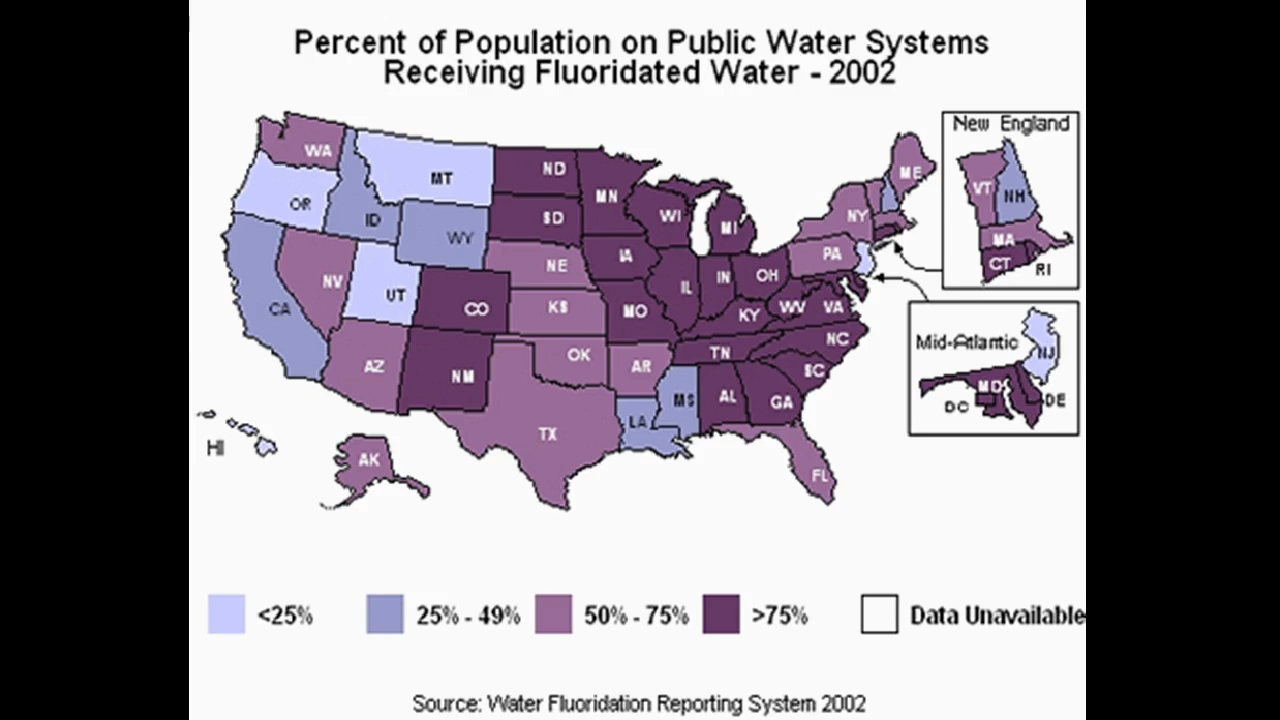 Percent of Population on Public Water Systems
Receiving Fluoridated Water - 2002
New England
WA
MT
ND
MN
ME
VT
NH
OR
ID
SD
WI
MI
NY
MA
WY
NE
IA
PA
CT
RI
NV
UT
CO
KS
MO
IL
IN
OH
KY
WV
VA
CA
AZ
NM
OK
AR
TN
NC
SC
Mid-Atlantic
NJ
MD
DC
DE
TX
LA
MS
AL
GA
FL
HI
AK
<25%
25% - 49%
50% - 75%
>75%
Data Unavailable
Source: Water Fluoridation Reporting System 2002